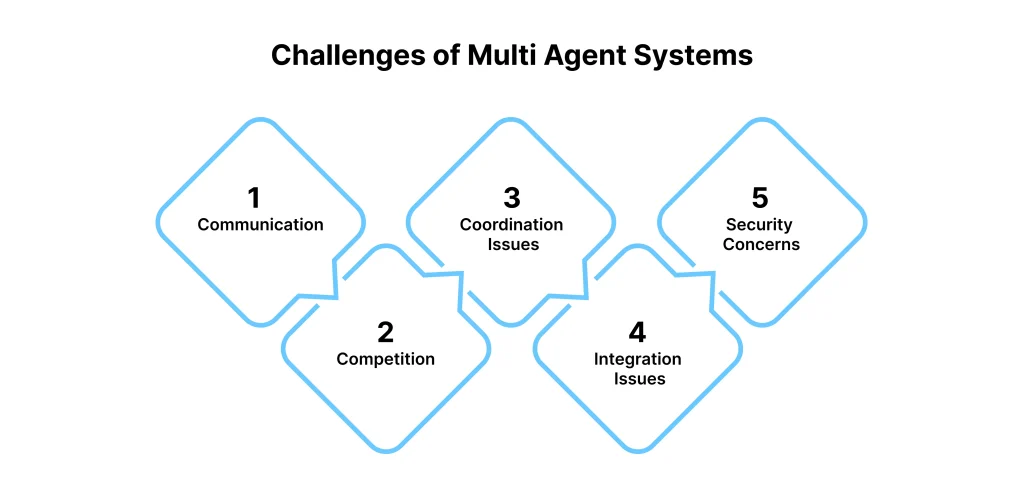 Challenges of Multi Agent Systems
1
Communication
2
Competition
3
Coordination
Issues
4
Integration
Issues
5
Security
Concerns